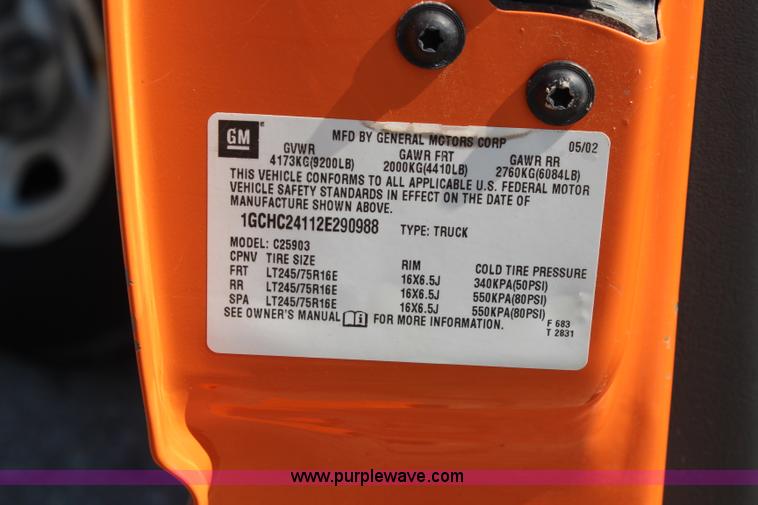 GM
MFD BY GENERAL MOTORS CORP 05/02
GVWR GAWR FRT GAWR RR
4173KG(9200LB) 2000KG(4410LB) 2760KG(6084LB)
THIS VEHICLE CONFORMS TO ALL APPLICABLE U.S. FEDERAL MOTOR
VEHICLE SAFETY STANDARDS IN EFFECT ON THE DATE OF
MANUFACTURE SHOWN ABOVE.
1GCHC24112E290988 TYPE: TRUCK
MODEL: C25903
CPNV TIRE SIZE RIM COLD TIRE PRESSURE
FRT LT245/75R16E 16X6.5J 340KPA(50PSI)
RR LT245/75R16E 16X6.5J 550KPA(80PSI)
SPA LT245/75R16E 16X6.5J 550KPA(80PSI)
SEE OWNER'S MANUAL FOR MORE INFORMATION.
F 683
T 2831
www.purplewave.com